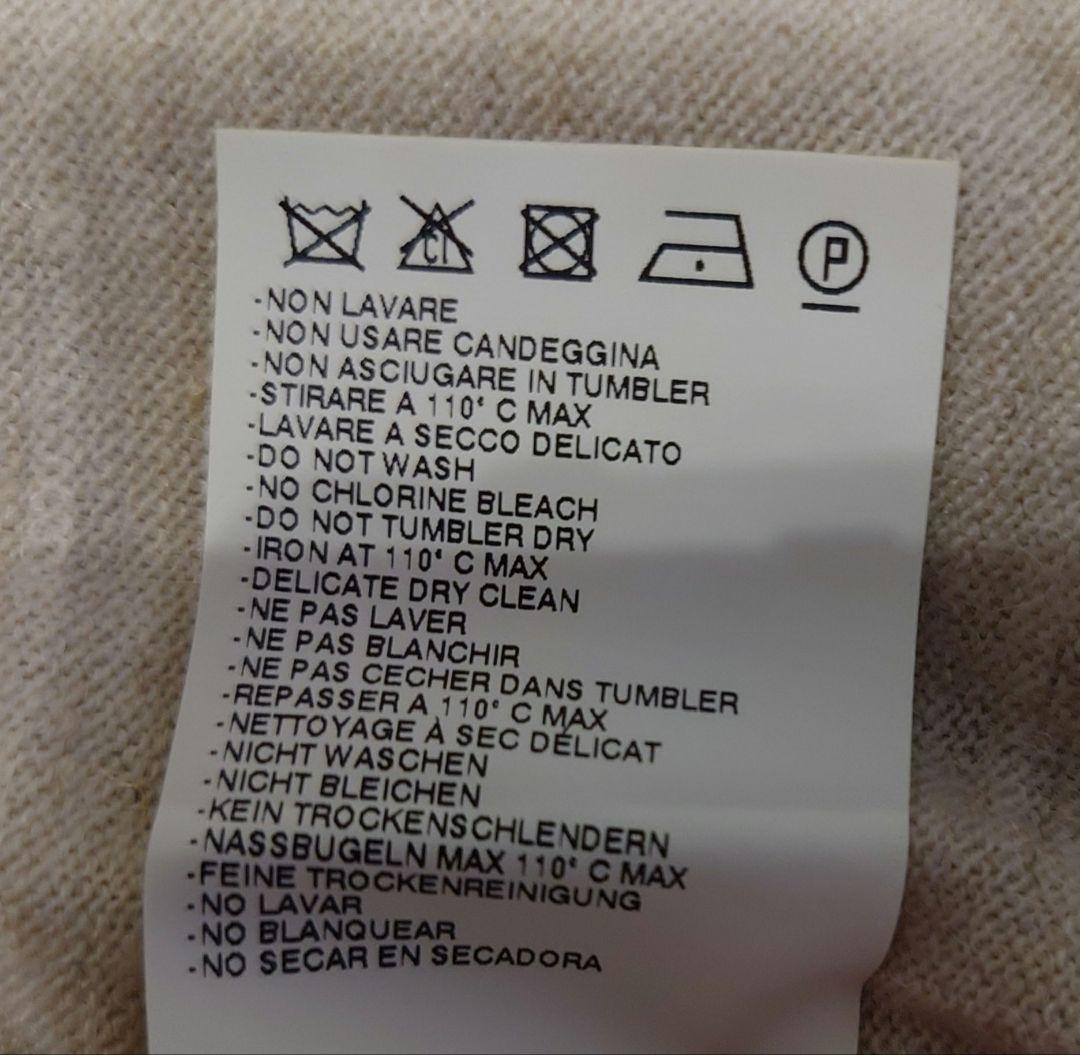 CL
P
-NON LAVARE
-NON USARE CANDEGGINA
-NON ASCIUGARE IN TUMBLER
-STIRARE A 110° C MAX
-LAVARE A SECCO DELICATO
-DO NOT WASH
-NO CHLORINE BLEACH
-DO NOT TUMBLER DRY
-IRON AT 110° C MAX
-DELICATE DRY CLEAN
-NE PAS LAVER
-NE PAS BLANCHIR
-NE PAS CECHER DANS TUMBLER
-REPASSER A 110° C MAX
-NETTOYAGE À SEC DÉLICAT
-NICHT WASCHEN
-NICHT BLEICHEN
-KEIN TROCKENSCHLENDERN
-NASSBUGELN MAX 110° C MAX
-FEINE TROCKENREINIGUNG
-NO LAVAR
-NO BLANQUEAR
-NO SECAR EN SECADORA